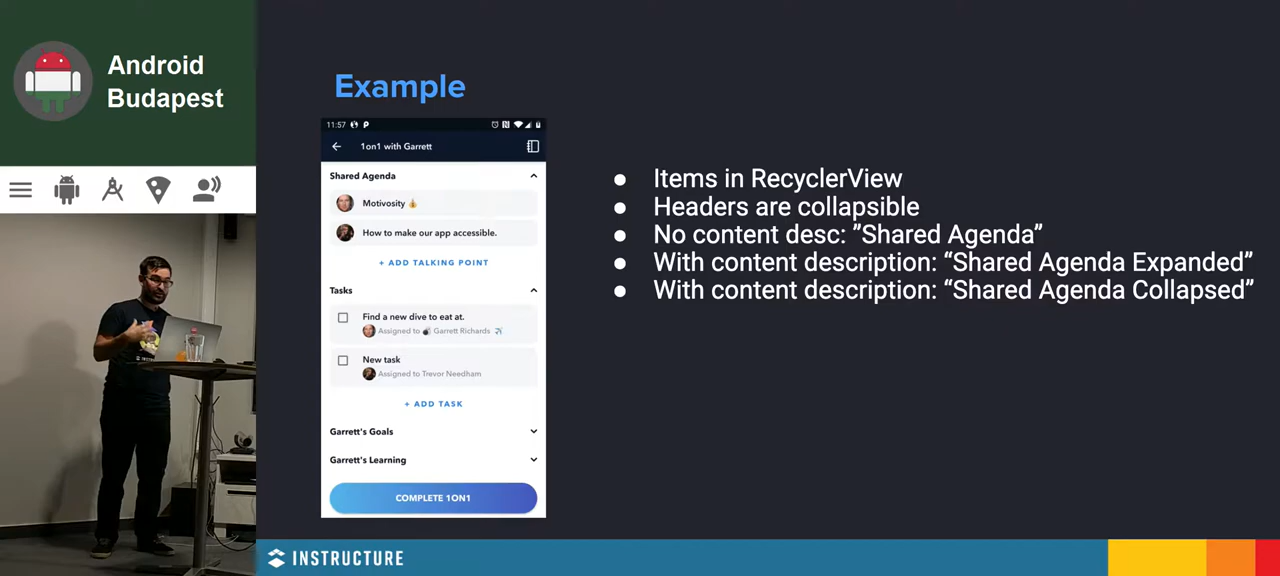 Android
Budapest
Example
11:57
1on1 with Garrett
Shared Agenda
Motivosity
How to make our app accessible.
+ ADD TALKING POINT
Tasks
Find a new dive to eat at.
Assigned to Garrett Richards
New task
Assigned to Trevor Needham
+ ADD TASK
Garrett's Goals
Garrett's Learning
COMPLETE 1ON1
● Items in RecyclerView
● Headers are collapsible
● No content desc: ”Shared Agenda”
● With content description: “Shared Agenda Expanded”
● With content description: “Shared Agenda Collapsed”
INSTRUCTURE